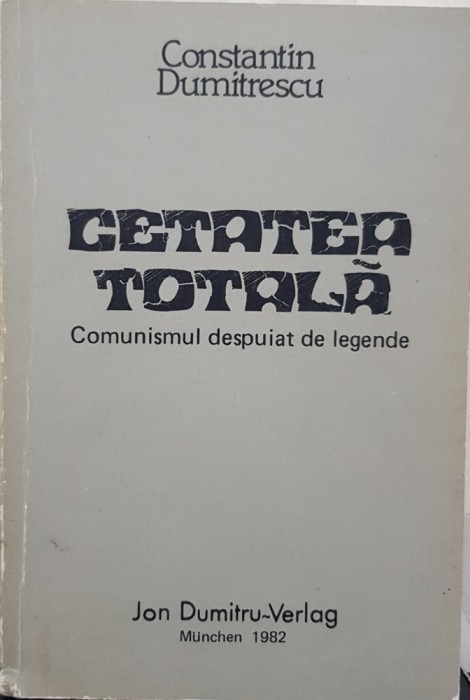 Constantin
Dumitrescu
CETATEA
TOTALĂ
Comunismul despuiat de legende
Jon Dumitru~Verlag
München 1982